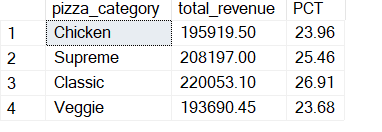 pizza_category total_revenue PCT
1 Chicken 195919.50 23.96
2 Supreme 208197.00 25.46
3 Classic 220053.10 26.91
4 Veggie 193690.45 23.68